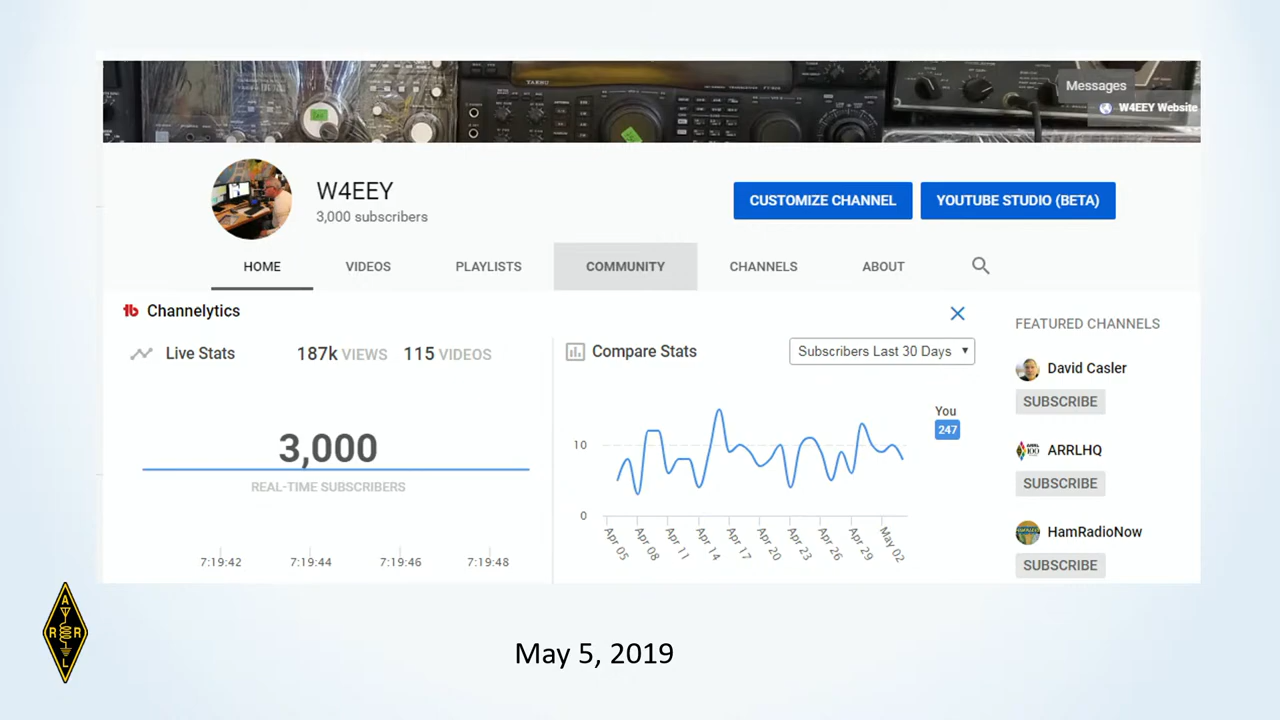 YAESU
Messages
W4EEY Website
W4EEY
3,000 subscribers
CUSTOMIZE CHANNEL
YOUTUBE STUDIO (BETA)
HOME
VIDEOS
PLAYLISTS
COMMUNITY
CHANNELS
ABOUT
tb Channelytics
Live Stats
187k VIEWS 115 VIDEOS
3,000
REAL-TIME SUBSCRIBERS
7:19:42
7:19:44
7:19:46
7:19:48
Compare Stats
Subscribers Last 30 Days
You
247
10
0
Apr 05
Apr 08
Apr 11
Apr 14
Apr 17
Apr 20
Apr 23
Apr 26
Apr 29
May 02
FEATURED CHANNELS
David Casler
SUBSCRIBE
ARRLHQ
SUBSCRIBE
HamRadioNow
SUBSCRIBE
A
R R
L
May 5, 2019